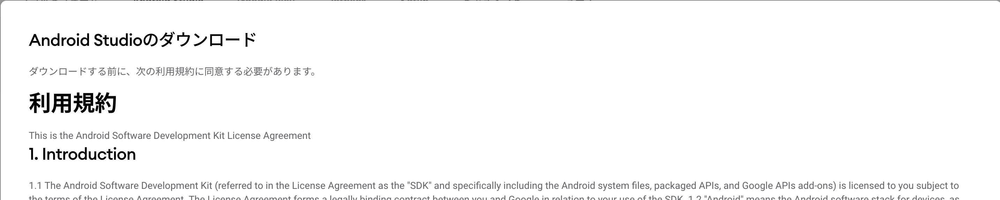 Android Studioのダウンロード
ダウンロードする前に、次の利用規約に同意する必要があります。
利用規約
This is the Android Software Development Kit License Agreement
1. Introduction
1.1 The Android Software Development Kit (referred to in the License Agreement as the "SDK" and specifically including the Android system files, packaged APIs, and Google APIs add-ons) is licensed to you subject to
the terms of the License Agreement. The License Agreement forms a legally binding contract between you and Google in relation to your use of the SDK. 1.2 "Android" means the Android software stack for devices, as